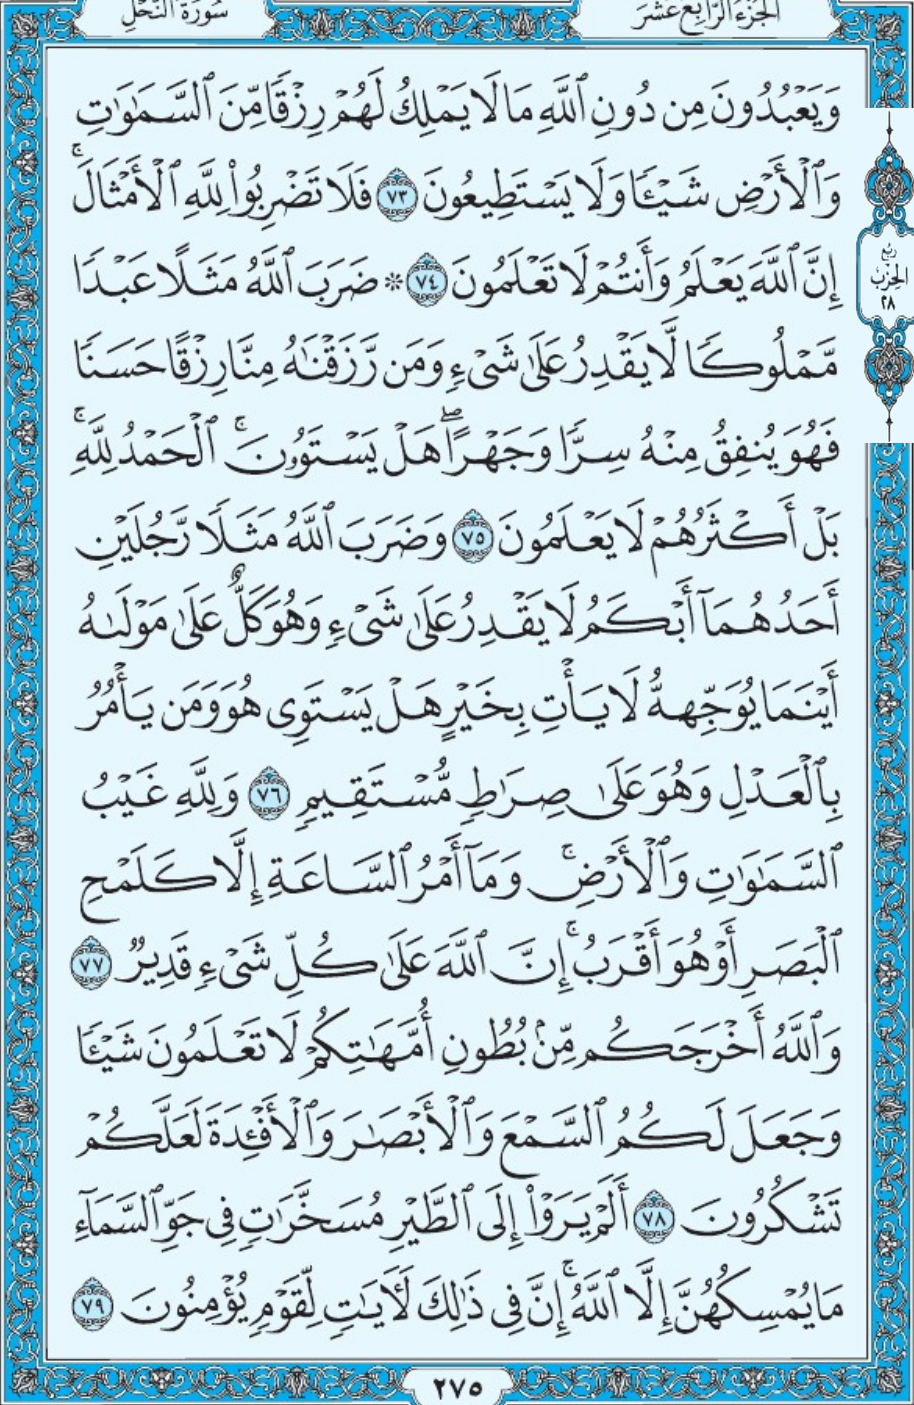 الجزء الرابع عشر
سورة النحل
وَيَعْبُدُونَ مِن دُونِ ٱللَّهِ مَا لَا يَمْلِكُ لَهُمْ رِزْقًا مِّنَ ٱلسَّمَٰوَٰتِ
وَٱلْأَرْضِ شَيْـًٔا وَلَا يَسْتَطِيعُونَ ٧٣ فَلَا تَضْرِبُوا۟ لِلَّهِ ٱلْأَمْثَالَ ۚ
إِنَّ ٱللَّهَ يَعْلَمُ وَأَنتُمْ لَا تَعْلَمُونَ ٧٤ * ضَرَبَ ٱللَّهُ مَثَلًا عَبْدًا
ربع
الحزب
٢٨
مَّمْلُوكًا لَّا يَقْدِرُ عَلَىٰ شَىْءٍ وَمَن رَّزَقْنَٰهُ مِنَّا رِزْقًا حَسَنًا
فَهُوَ يُنفِقُ مِنْهُ سِرًّا وَجَهْرًا ۖ هَلْ يَسْتَوُۥنَ ۚ ٱلْحَمْدُ لِلَّهِ ۚ
بَلْ أَكْثَرُهُمْ لَا يَعْلَمُونَ ٧٥ وَضَرَبَ ٱللَّهُ مَثَلًا رَّجُلَيْنِ
أَحَدُهُمَآ أَبْكَمُ لَا يَقْدِرُ عَلَىٰ شَىْءٍ وَهُوَ كَلٌّ عَلَىٰ مَوْلَىٰهُ
أَيْنَمَا يُوَجِّههُّ لَا يَأْتِ بِخَيْرٍ هَلْ يَسْتَوِى هُوَ وَمَن يَأْمُرُ
بِٱلْعَدْلِ وَهُوَ عَلَىٰ صِرَٰطٍ مُّسْتَقِيمٍ ٧٦ وَلِلَّهِ غَيْبُ
ٱلسَّمَٰوَٰتِ وَٱلْأَرْضِ ۚ وَمَآ أَمْرُ ٱلسَّاعَةِ إِلَّا كَلَمْحِ
ٱلْبَصَرِ أَوْ هُوَ أَقْرَبُ ۚ إِنَّ ٱللَّهَ عَلَىٰ كُلِّ شَىْءٍ قَدِيرٌ ٧٧
وَٱللَّهُ أَخْرَجَكُم مِّنۢ بُطُونِ أُمَّهَٰتِكُمْ لَا تَعْلَمُونَ شَيْـًٔا
وَجَعَلَ لَكُمُ ٱلسَّمْعَ وَٱلْأَبْصَٰرَ وَٱلْأَفْـِٔدَةَ لَعَلَّكُمْ
تَشْكُرُونَ ٧٨ أَلَمْ يَرَوْا۟ إِلَى ٱلطَّيْرِ مُسَخَّرَٰتٍ فِى جَوِّ ٱلسَّمَآءِ
مَا يُمْسِكُهُنَّ إِلَّا ٱللَّهُ ۚ إِنَّ فِى ذَٰلِكَ لَـَٔايَٰتٍ لِّقَوْمٍ يُؤْمِنُونَ ٧٩
٢٧٥